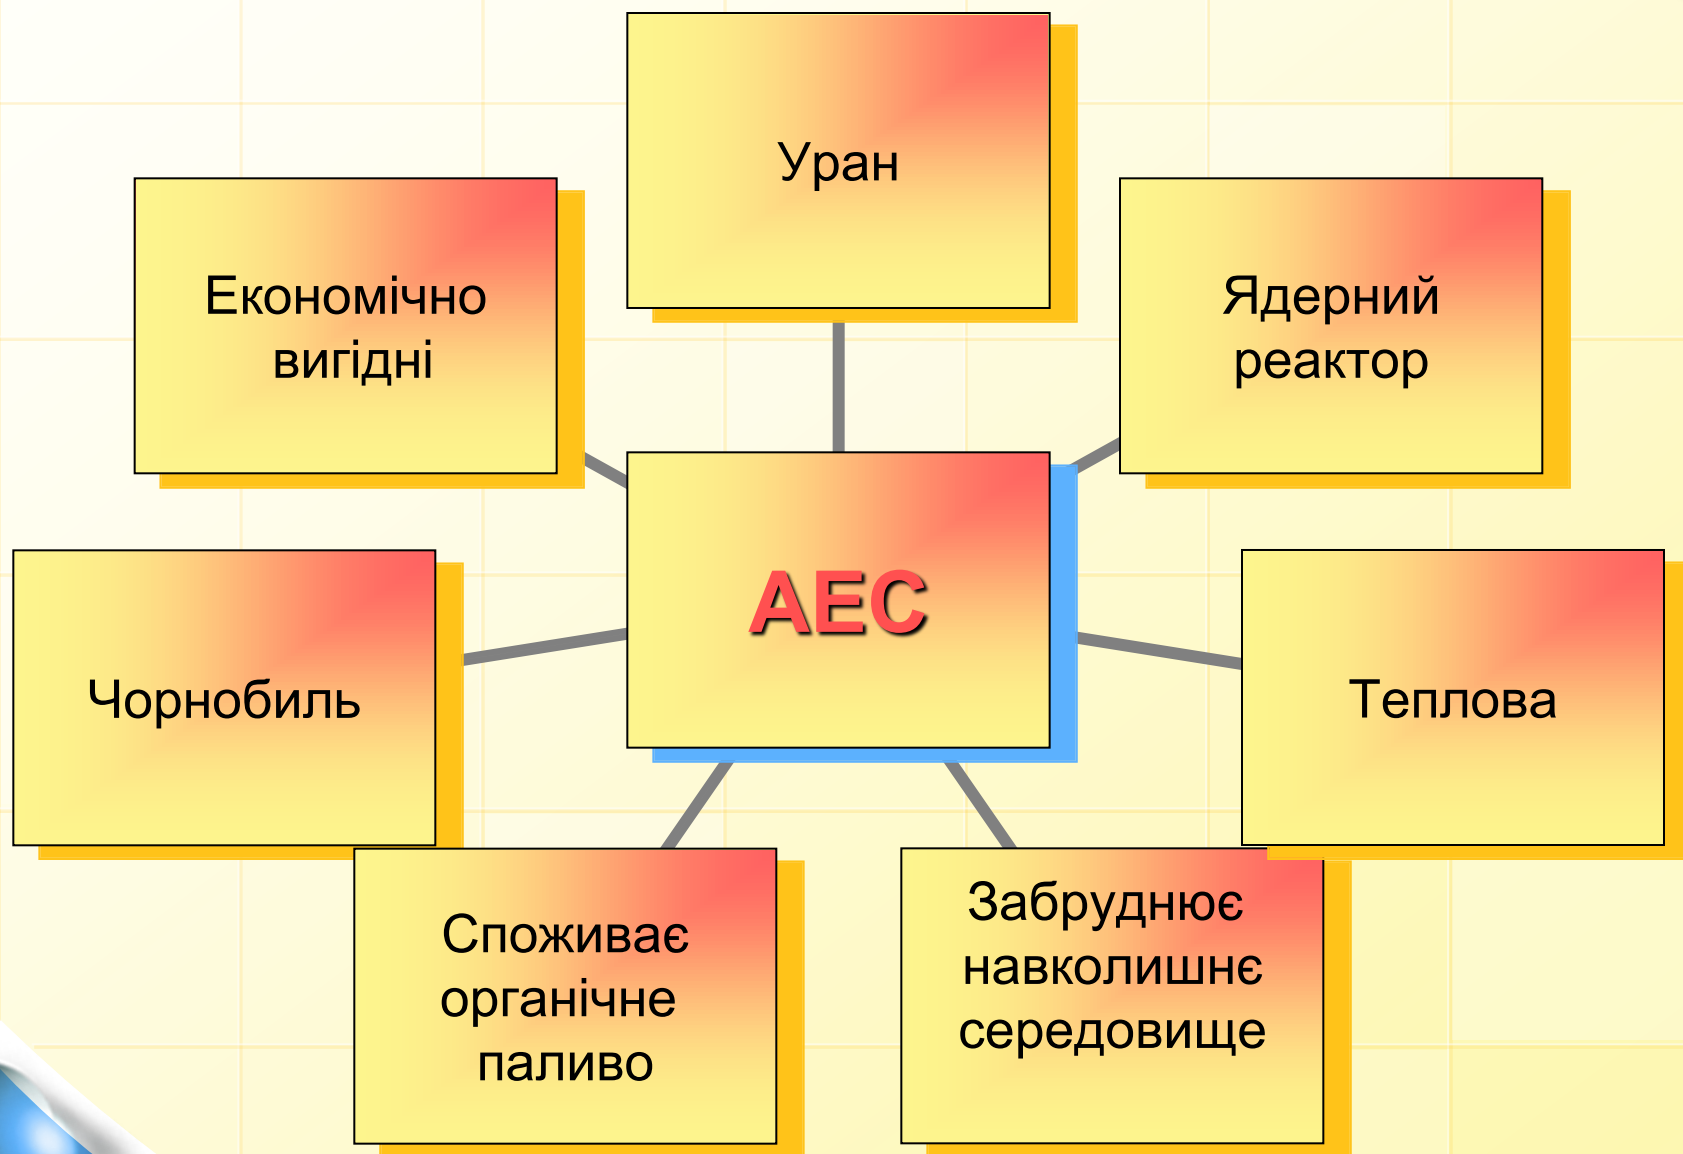 Уран
Економічно
вигідні
Ядерний
реактор
АЕС
Чорнобиль
Теплова
Споживає
органічне
паливо
Забруднює
навколишнє
середовище